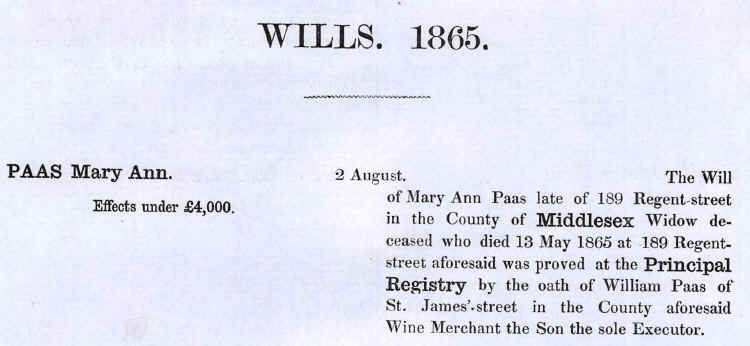 WILLS. 1865.
PAAS Mary Ann.
Effects under £4,000.
2 August. The Will
of Mary Ann Paas late of 189 Regent-street
in the County of Middlesex Widow de-
ceased who died 13 May 1865 at 189 Regent-
street aforesaid was proved at the Principal
Registry by the oath of William Paas of
St. James'-street in the County aforesaid
Wine Merchant the Son the sole Executor.